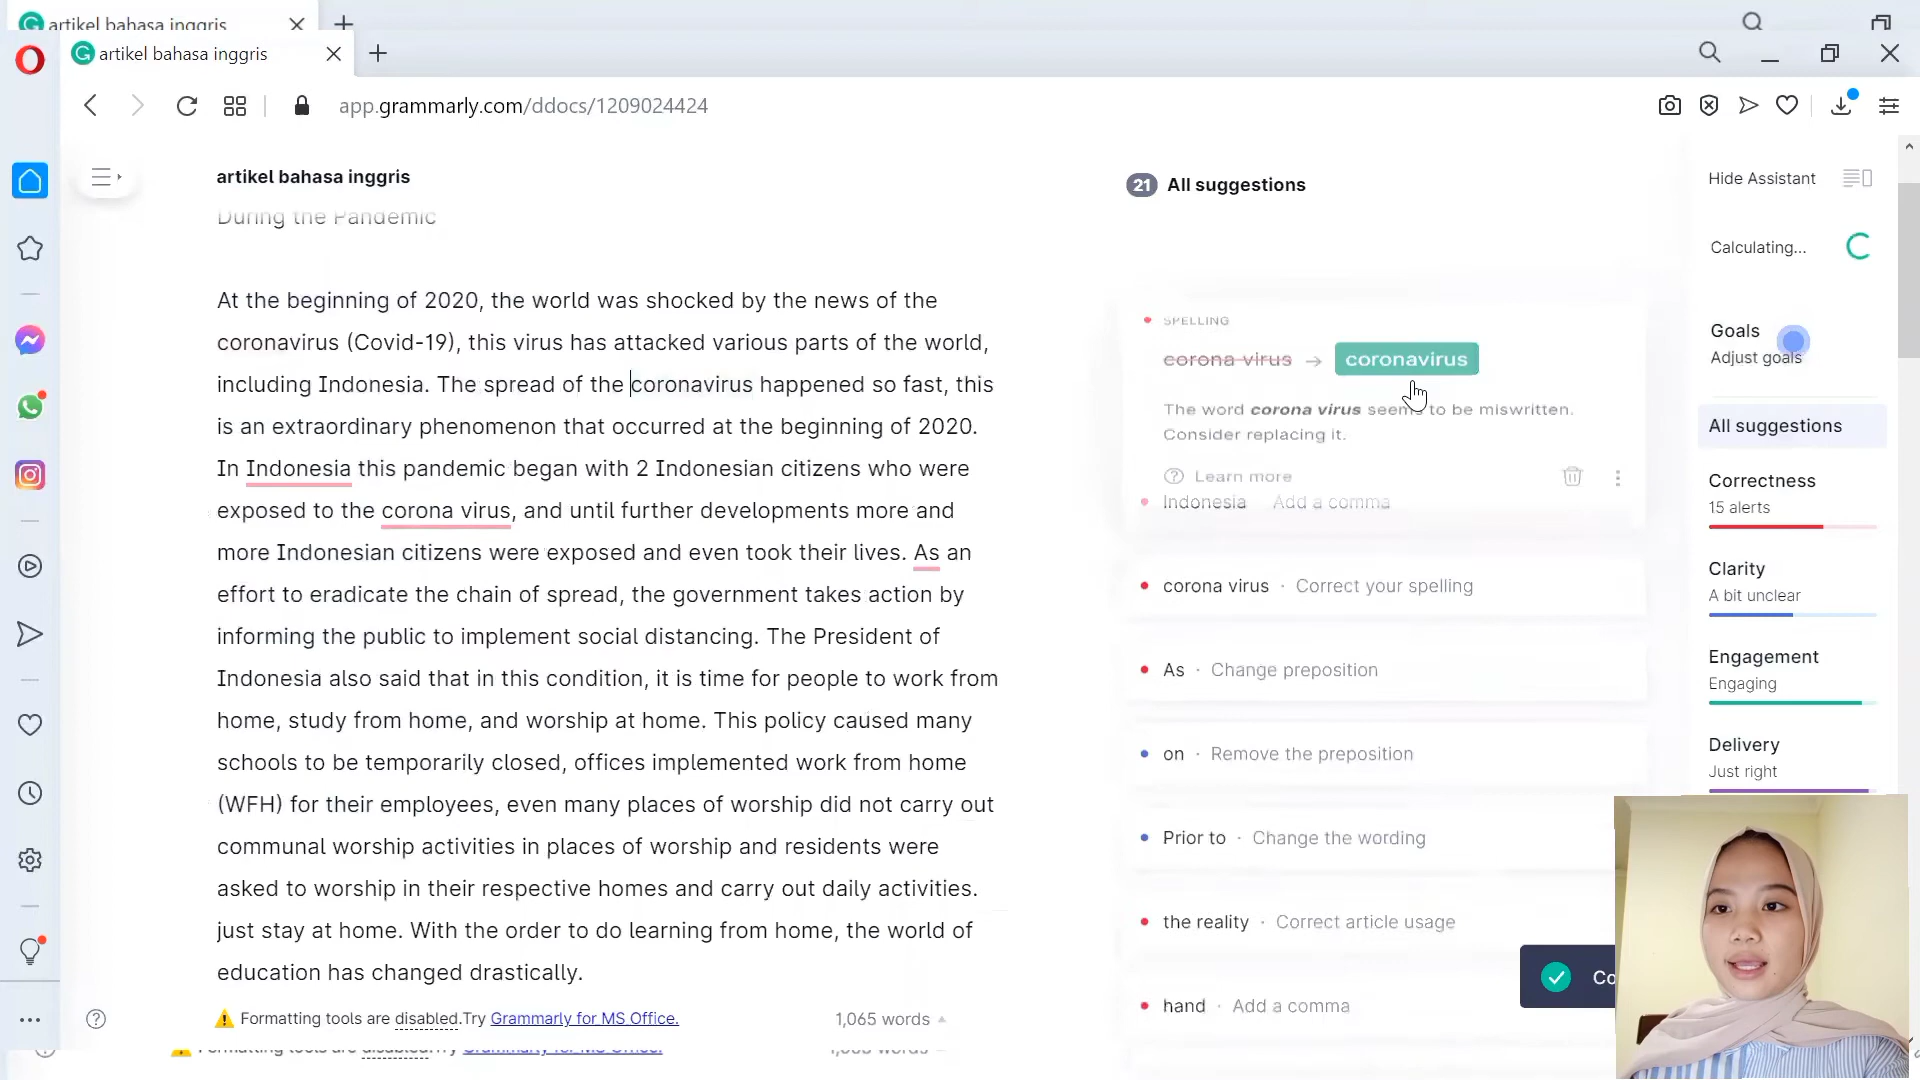 artikel bahasa inggris
artikel bahasa inggris
app.grammarly.com/ddocs/1209024424
artikel bahasa inggris
During the Pandemic
At the beginning of 2020, the world was shocked by the news of the
coronavirus (Covid-19), this virus has attacked various parts of the world,
including Indonesia. The spread of the coronavirus happened so fast, this
is an extraordinary phenomenon that occurred at the beginning of 2020.
In Indonesia this pandemic began with 2 Indonesian citizens who were
exposed to the corona virus, and until further developments more and
more Indonesian citizens were exposed and even took their lives. As an
effort to eradicate the chain of spread, the government takes action by
informing the public to implement social distancing. The President of
Indonesia also said that in this condition, it is time for people to work from
home, study from home, and worship at home. This policy caused many
schools to be temporarily closed, offices implemented work from home
(WFH) for their employees, even many places of worship did not carry out
communal worship activities in places of worship and residents were
asked to worship in their respective homes and carry out daily activities.
just stay at home. With the order to do learning from home, the world of
education has changed drastically.
Formatting tools are disabled.Try Grammarly for MS Office.
1,065 words
Formatting tools are disabled.Try Grammarly for MS Office.
21 All suggestions
SPELLING
corona virus → coronavirus
The word corona virus seems to be miswritten.
Consider replacing it.
Learn more
Indonesia Add a comma
corona virus · Correct your spelling
As · Change preposition
on · Remove the preposition
Prior to · Change the wording
the reality · Correct article usage
hand · Add a comma
Co
Hide Assistant
Calculating...
Goals
Adjust goals
All suggestions
Correctness
15 alerts
Clarity
A bit unclear
Engagement
Engaging
Delivery
Just right